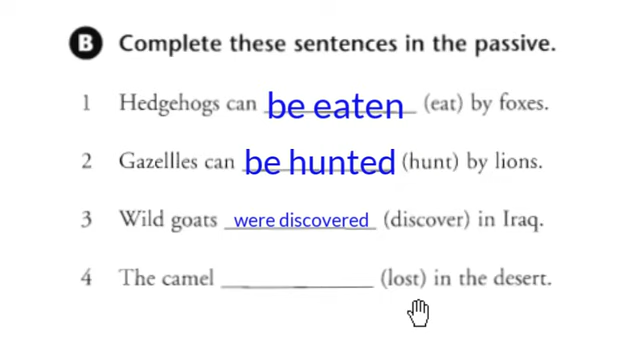 B Complete these sentences in the passive.
1 Hedgehogs can be eaten (eat) by foxes.
2 Gazellles can be hunted (hunt) by lions.
3 Wild goats were discovered (discover) in Iraq.
4 The camel ____________ (lost) in the desert.